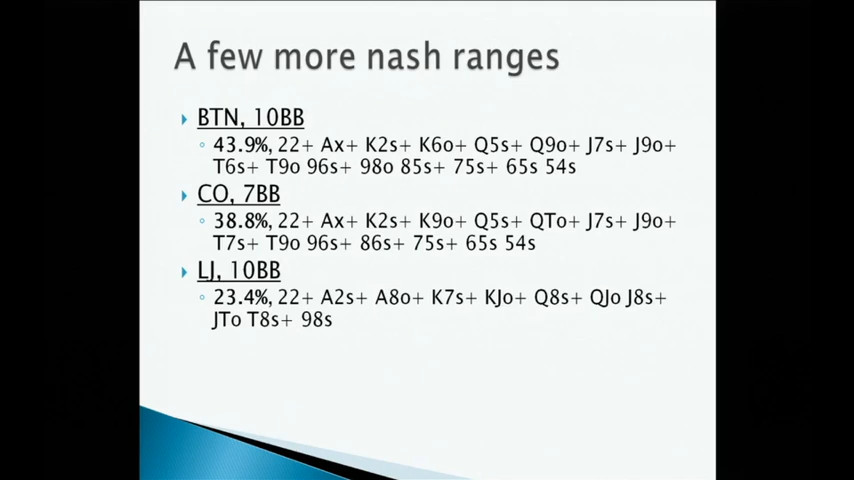 A few more nash ranges
BTN, 10BB
43.9%, 22+ Ax+ K2s+ K6o+ Q5s+ Q9o+ J7s+ J9o+
T6s+ T9o 96s+ 98o 85s+ 75s+ 65s 54s
CO, 7BB
38.8%, 22+ Ax+ K2s+ K9o+ Q5s+ QTo+ J7s+ J9o+
T7s+ T9o 96s+ 86s+ 75s+ 65s 54s
LJ, 10BB
23.4%, 22+ A2s+ A8o+ K7s+ KJo+ Q8s+ QJo J8s+
JTo T8s+ 98s